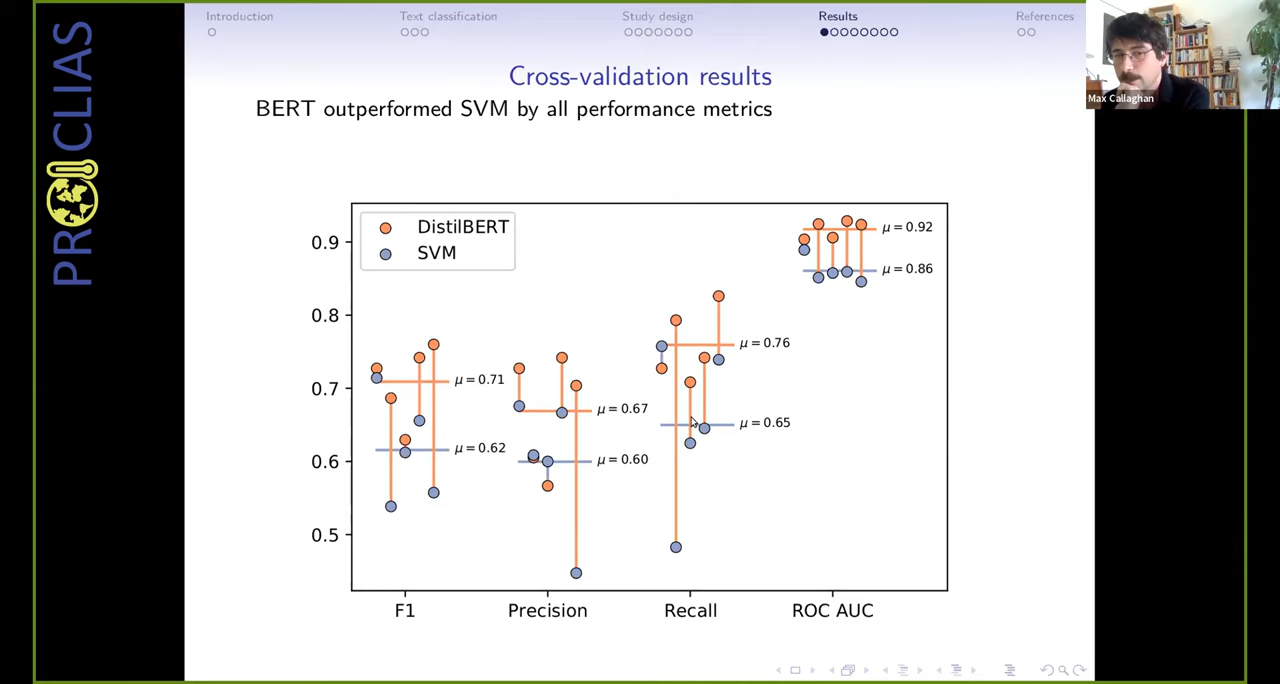 PROCLIAS
Introduction
Text classification
Study design
Results
References
Max Callaghan
Cross-validation results
BERT outperformed SVM by all performance metrics
DistilBERT
SVM
0.9
0.8
0.7
0.6
0.5
μ = 0.71
μ = 0.62
μ = 0.67
μ = 0.60
μ = 0.76
μ = 0.65
μ = 0.92
μ = 0.86
F1
Precision
Recall
ROC AUC